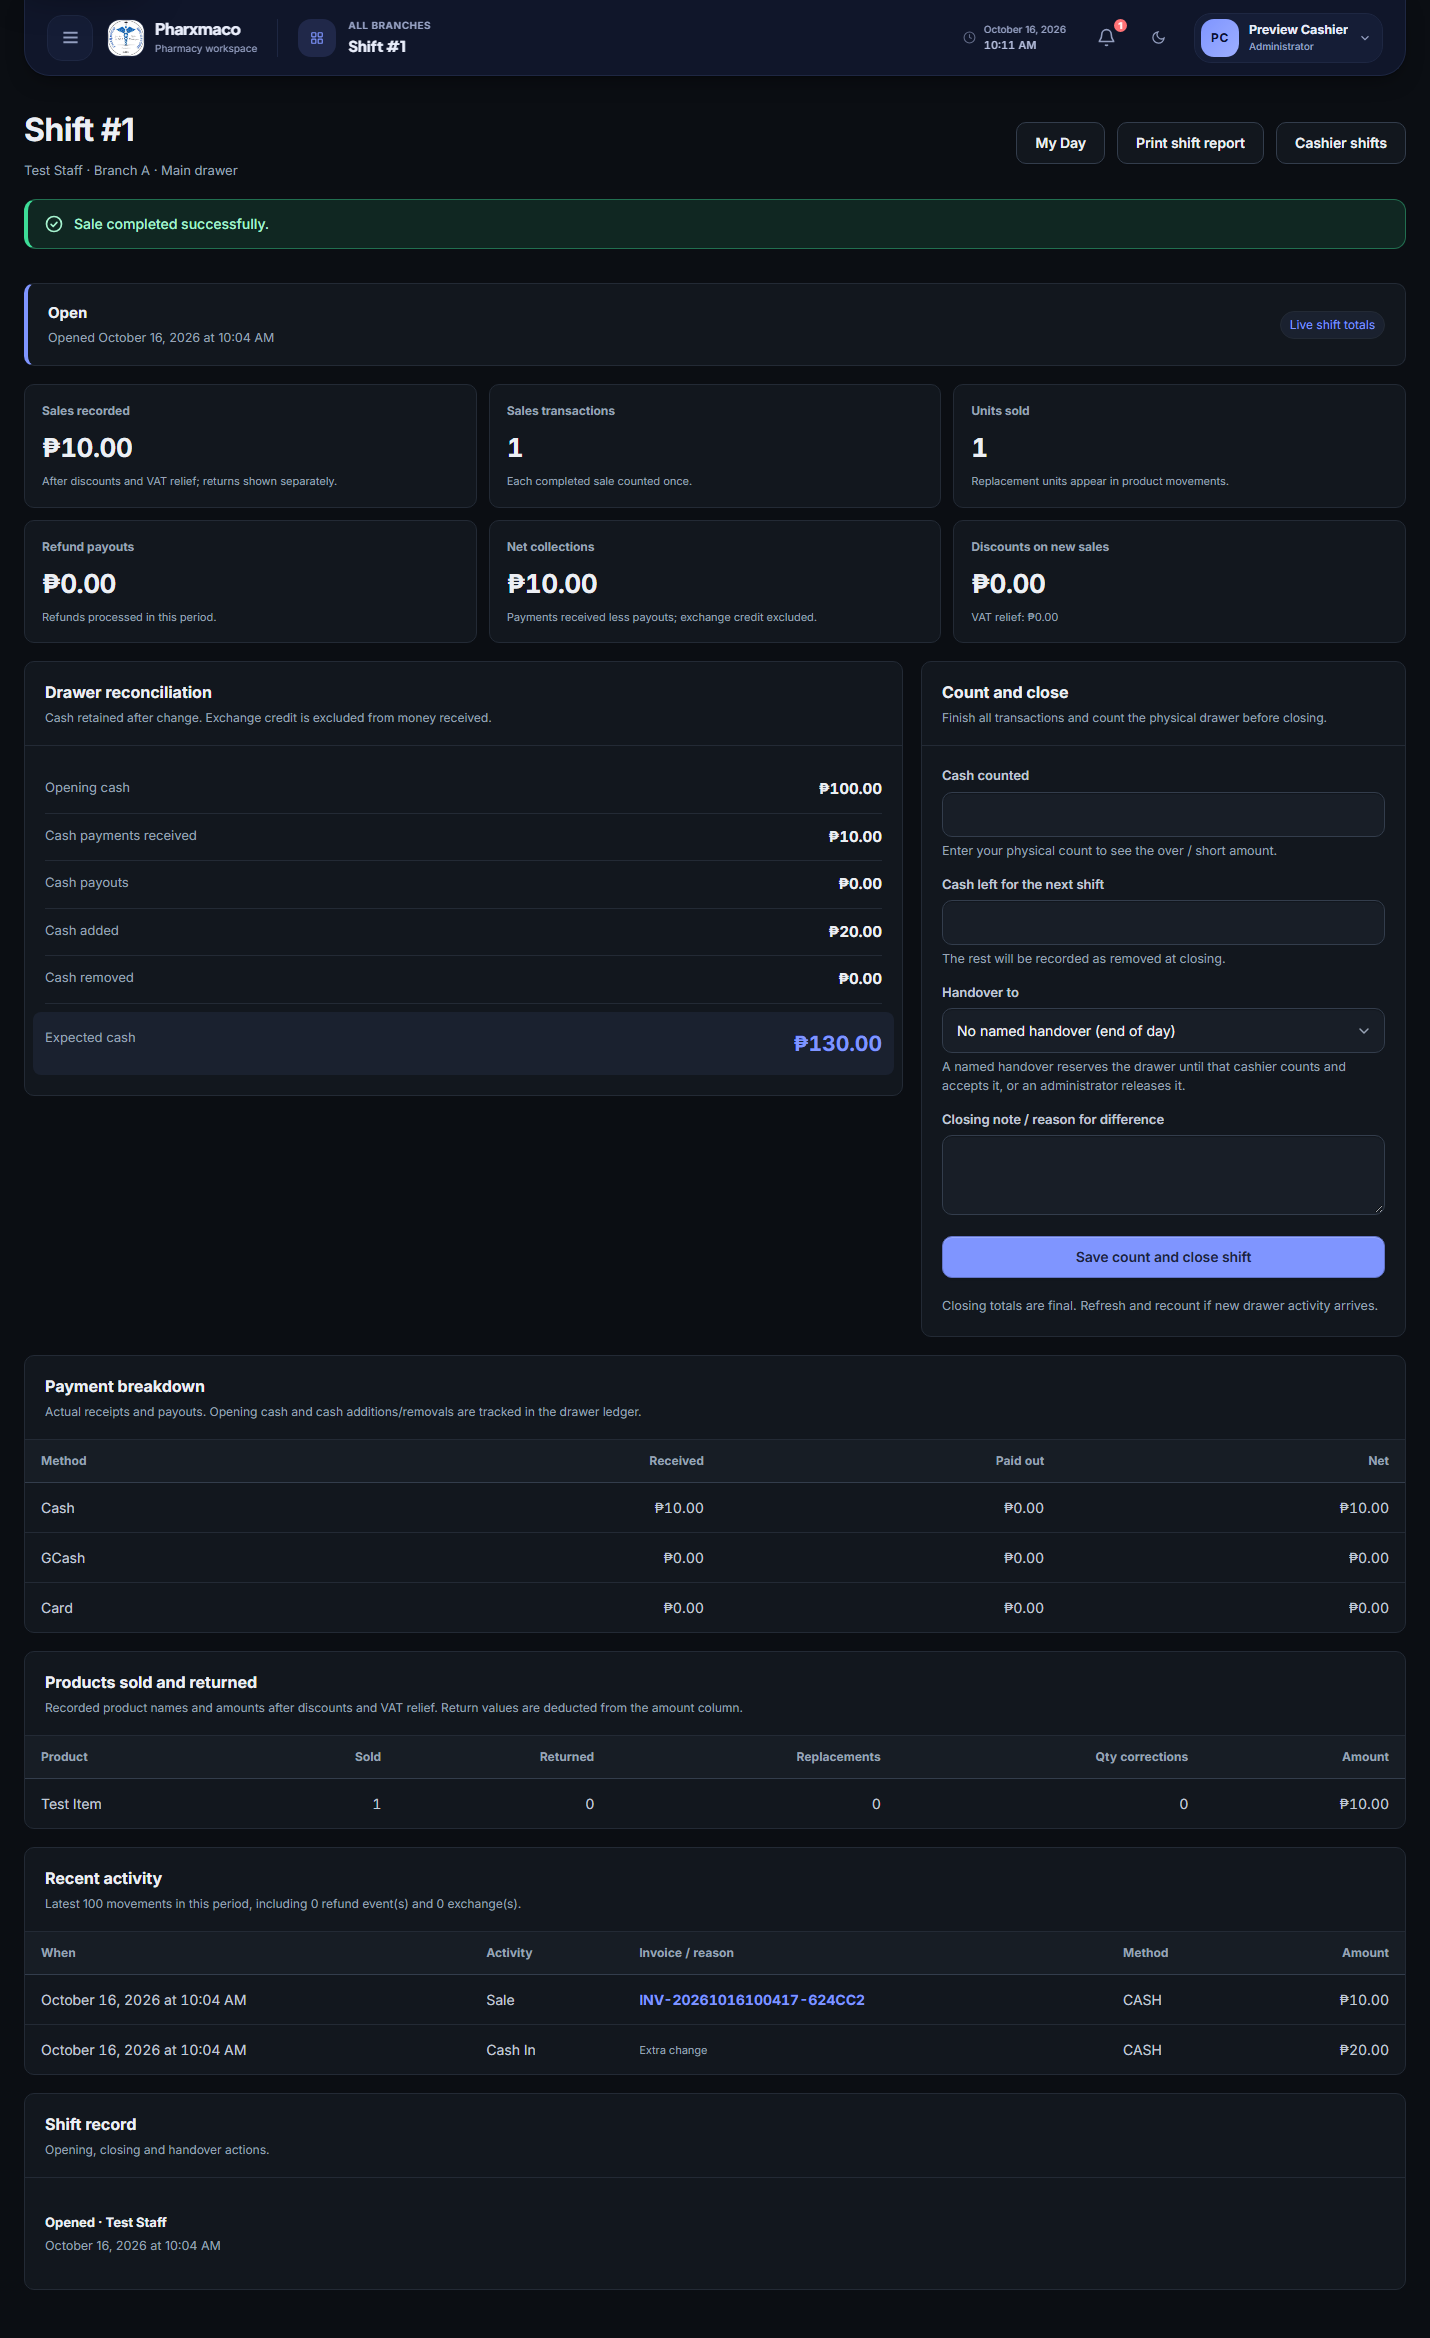 Pharxmaco
Pharmacy workspace
ALL BRANCHES
Shift #1
October 16, 2026
10:11 AM
1
PC
Preview Cashier
Administrator
Shift #1
Test Staff · Branch A · Main drawer
My Day
Print shift report
Cashier shifts
Sale completed successfully.
Open
Opened October 16, 2026 at 10:04 AM
Live shift totals
Sales recorded
₱10.00
After discounts and VAT relief; returns shown separately.
Sales transactions
1
Each completed sale counted once.
Units sold
1
Replacement units appear in product movements.
Refund payouts
₱0.00
Refunds processed in this period.
Net collections
₱10.00
Payments received less payouts; exchange credit excluded.
Discounts on new sales
₱0.00
VAT relief: ₱0.00
Drawer reconciliation
Cash retained after change. Exchange credit is excluded from money received.
Opening cash ₱100.00
Cash payments received ₱10.00
Cash payouts ₱0.00
Cash added ₱20.00
Cash removed ₱0.00
Expected cash ₱130.00
Count and close
Finish all transactions and count the physical drawer before closing.
Cash counted
Enter your physical count to see the over / short amount.
Cash left for the next shift
The rest will be recorded as removed at closing.
Handover to
No named handover (end of day)
A named handover reserves the drawer until that cashier counts and
accepts it, or an administrator releases it.
Closing note / reason for difference
Save count and close shift
Closing totals are final. Refresh and recount if new drawer activity arrives.
Payment breakdown
Actual receipts and payouts. Opening cash and cash additions/removals are tracked in the drawer ledger.
Method Received Paid out Net
Cash ₱10.00 ₱0.00 ₱10.00
GCash ₱0.00 ₱0.00 ₱0.00
Card ₱0.00 ₱0.00 ₱0.00
Products sold and returned
Recorded product names and amounts after discounts and VAT relief. Return values are deducted from the amount column.
Product Sold Returned Replacements Qty corrections Amount
Test Item 1 0 0 0 ₱10.00
Recent activity
Latest 100 movements in this period, including 0 refund event(s) and 0 exchange(s).
When Activity Invoice / reason Method Amount
October 16, 2026 at 10:04 AM Sale INV-20261016100417-624CC2 CASH ₱10.00
October 16, 2026 at 10:04 AM Cash In Extra change CASH ₱20.00
Shift record
Opening, closing and handover actions.
Opened · Test Staff
October 16, 2026 at 10:04 AM